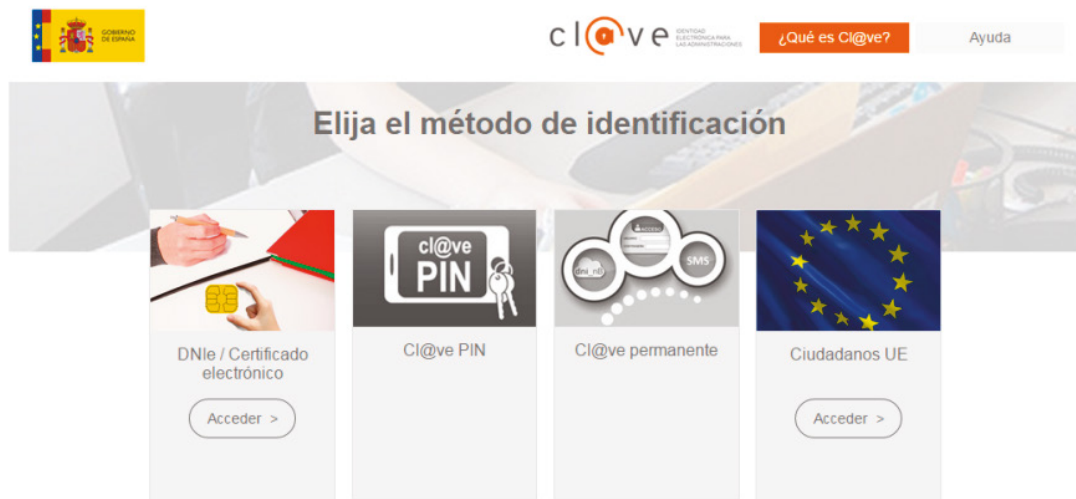 GOBIERNO
DE ESPAÑA
cl@ve
IDENTIDAD
ELECTRÓNICA PARA
LAS ADMINISTRACIONES
¿Qué es Cl@ve?
Ayuda
Elija el método de identificación
cl@ve
PIN
ACCESO
dni_nB
SMS
DNIe / Certificado
electrónico
Cl@ve PIN
Cl@ve permanente
Ciudadanos UE
Acceder >
Acceder >